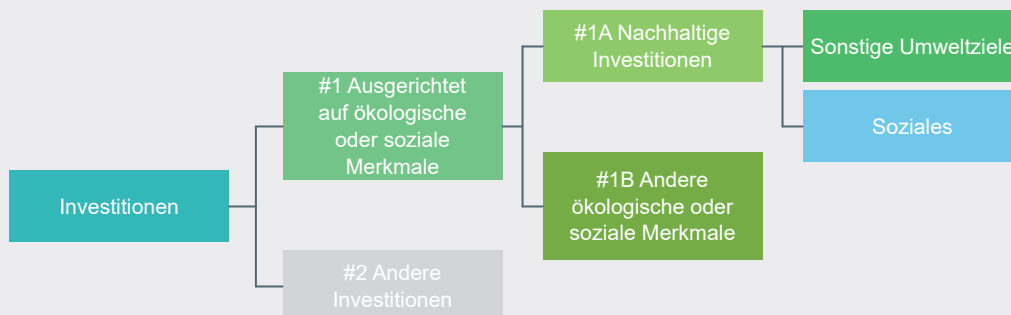 Investitionen
#1 Ausgerichtet
auf ökologische
oder soziale
Merkmale
#2 Andere
Investitionen
#1A Nachhaltige
Investitionen
#1B Andere
ökologische oder
soziale Merkmale
Sonstige Umweltziele
Soziales